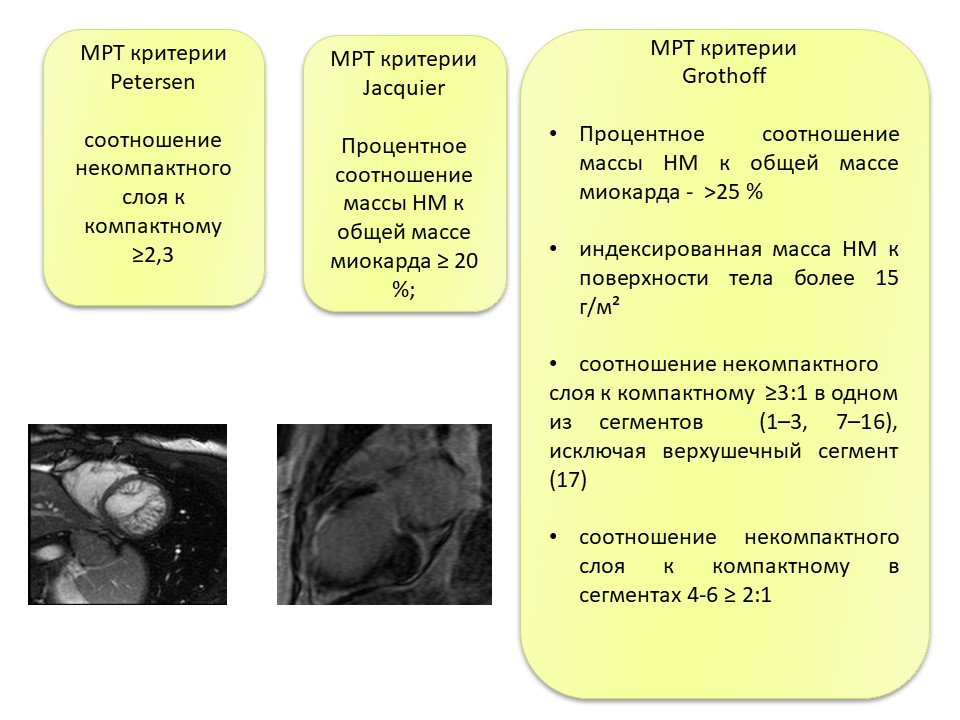 МРТ критерии
Petersen
соотношение
некомпактного
слоя к
компактному
≥2,3
МРТ критерии
Jacquier
Процентное
соотношение
массы НМ к
общей массе
миокарда ≥ 20
%;
МРТ критерии
Grothoff
• Процентное соотношение
массы НМ к общей массе
миокарда - >25 %
• индексированная масса НМ к
поверхности тела более 15
г/м²
• соотношение некомпактного
слоя к компактному ≥3:1 в одном
из сегментов (1–3, 7–16),
исключая верхушечный сегмент
(17)
• соотношение некомпактного
слоя к компактному в
сегментах 4-6 ≥ 2:1